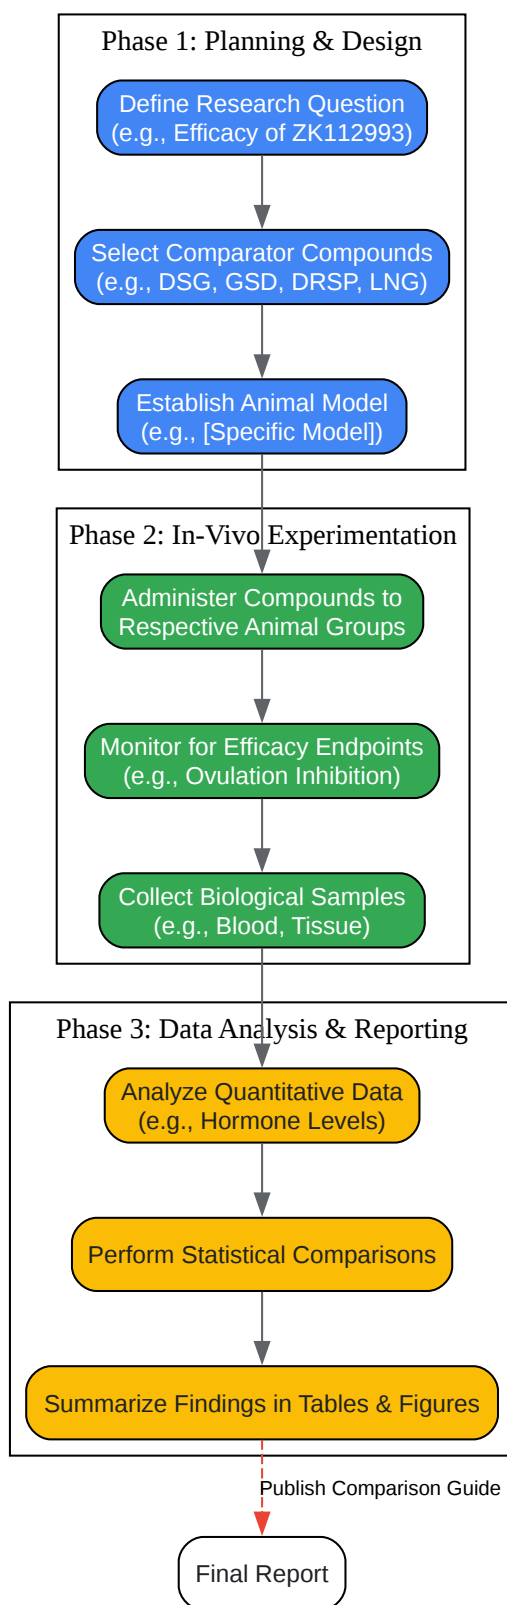 Phase 1: Planning & Design
Define Research Question
(e.g., Efficacy of ZK112993)
Select Comparator Compounds
(e.g., DSG, GSD, DRSP, LNG)
Establish Animal Model
(e.g., [Specific Model])
Phase 2: In-Vivo Experimentation
Administer Compounds to
Respective Animal Groups
Monitor for Efficacy Endpoints
(e.g., Ovulation Inhibition)
Collect Biological Samples
(e.g., Blood, Tissue)
Phase 3: Data Analysis & Reporting
Analyze Quantitative Data
(e.g., Hormone Levels)
Perform Statistical Comparisons
Summarize Findings in Tables & Figures
Publish Comparison Guide
Final Report